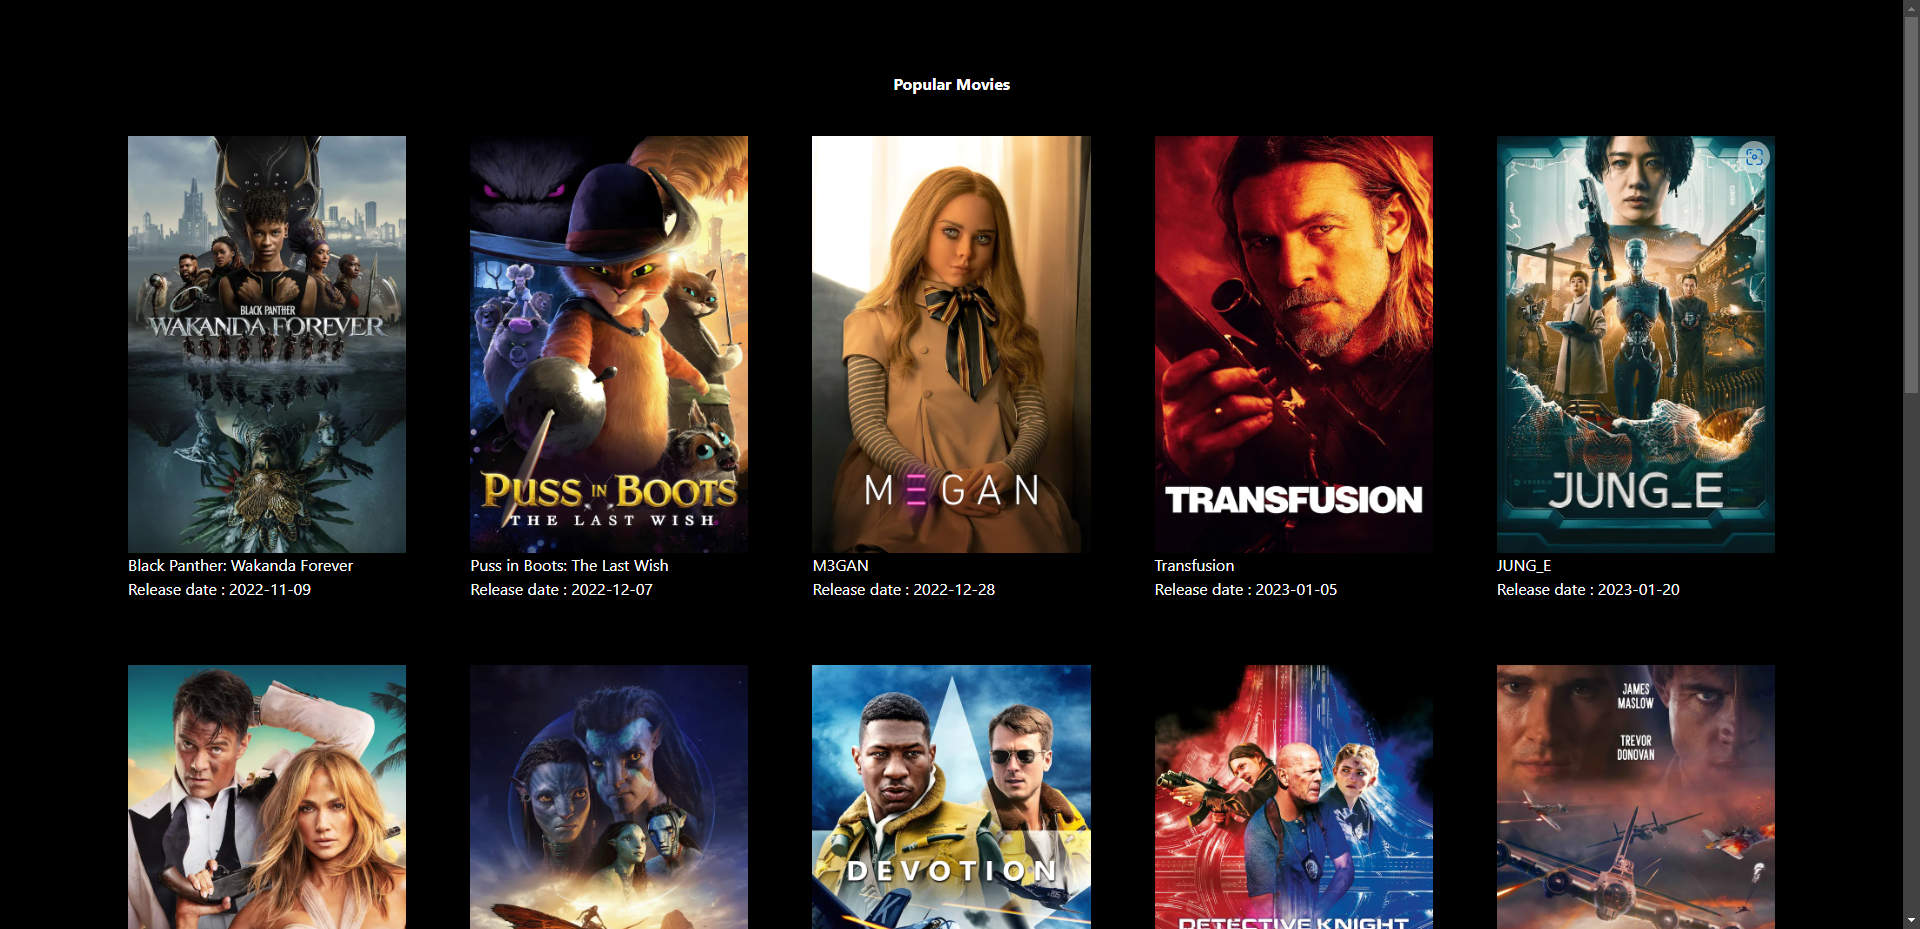 Popular Movies
BLACK PANTHER
WAKANDA FOREVER
PUSS IN BOOTS
THE LAST WISH
M3GAN
TRANSFUSION
JUNG_E
Black Panther: Wakanda Forever
Release date : 2022-11-09
Puss in Boots: The Last Wish
Release date : 2022-12-07
M3GAN
Release date : 2022-12-28
Transfusion
Release date : 2023-01-05
JUNG_E
Release date : 2023-01-20
DEVOTION
DETECTIVE KNIGHT
JAMES
MASLOW
TREVOR
DONOVAN